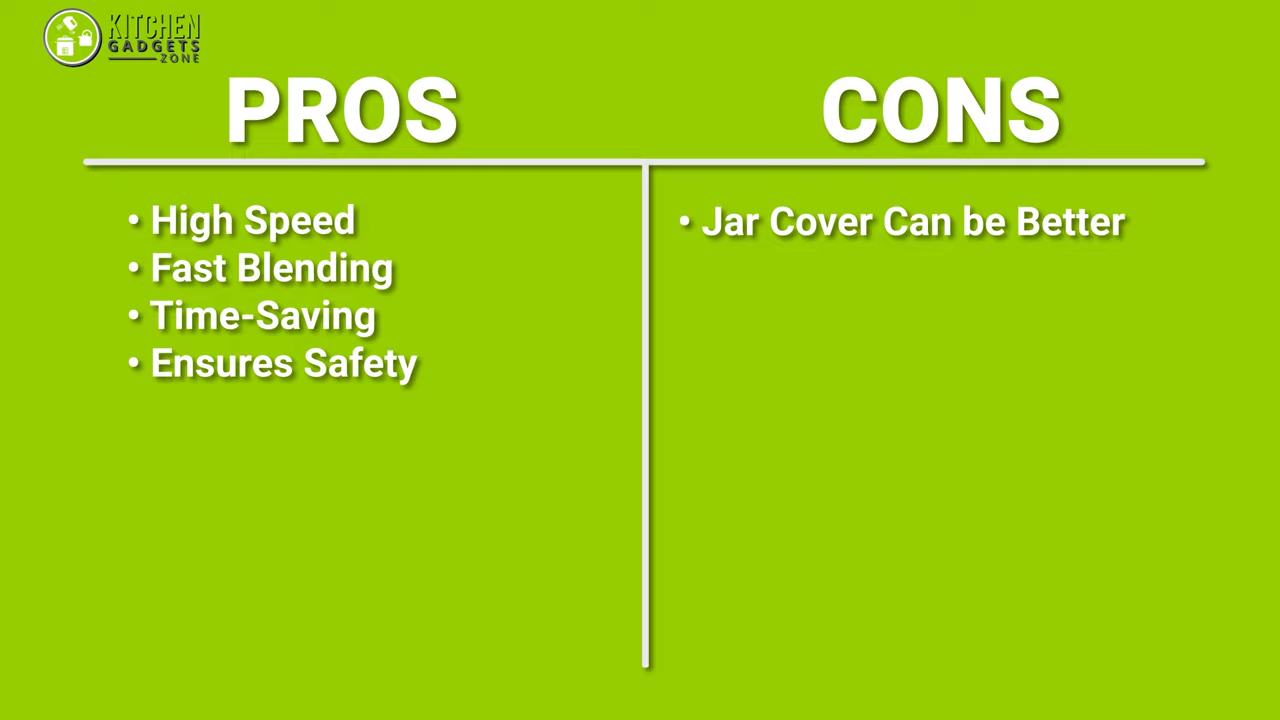 KITCHEN
GADGETS
ZONE
PROS
CONS
• High Speed
• Fast Blending
• Time-Saving
• Ensures Safety
• Jar Cover Can be Better